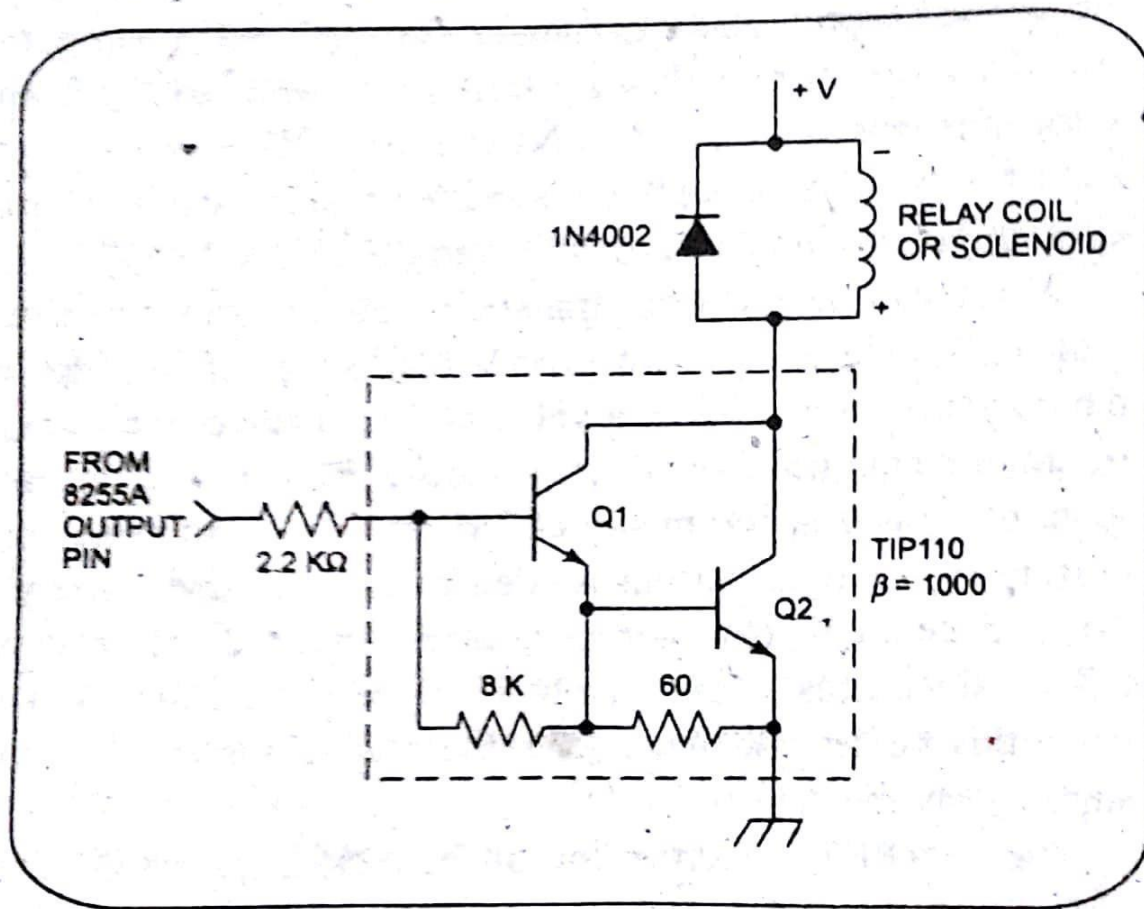 + V
−
1N4002
RELAY COIL
OR SOLENOID
+
FROM
8255A
OUTPUT
PIN
2.2 KΩ
Q1
TIP110
β = 1000
Q2
8 K
60